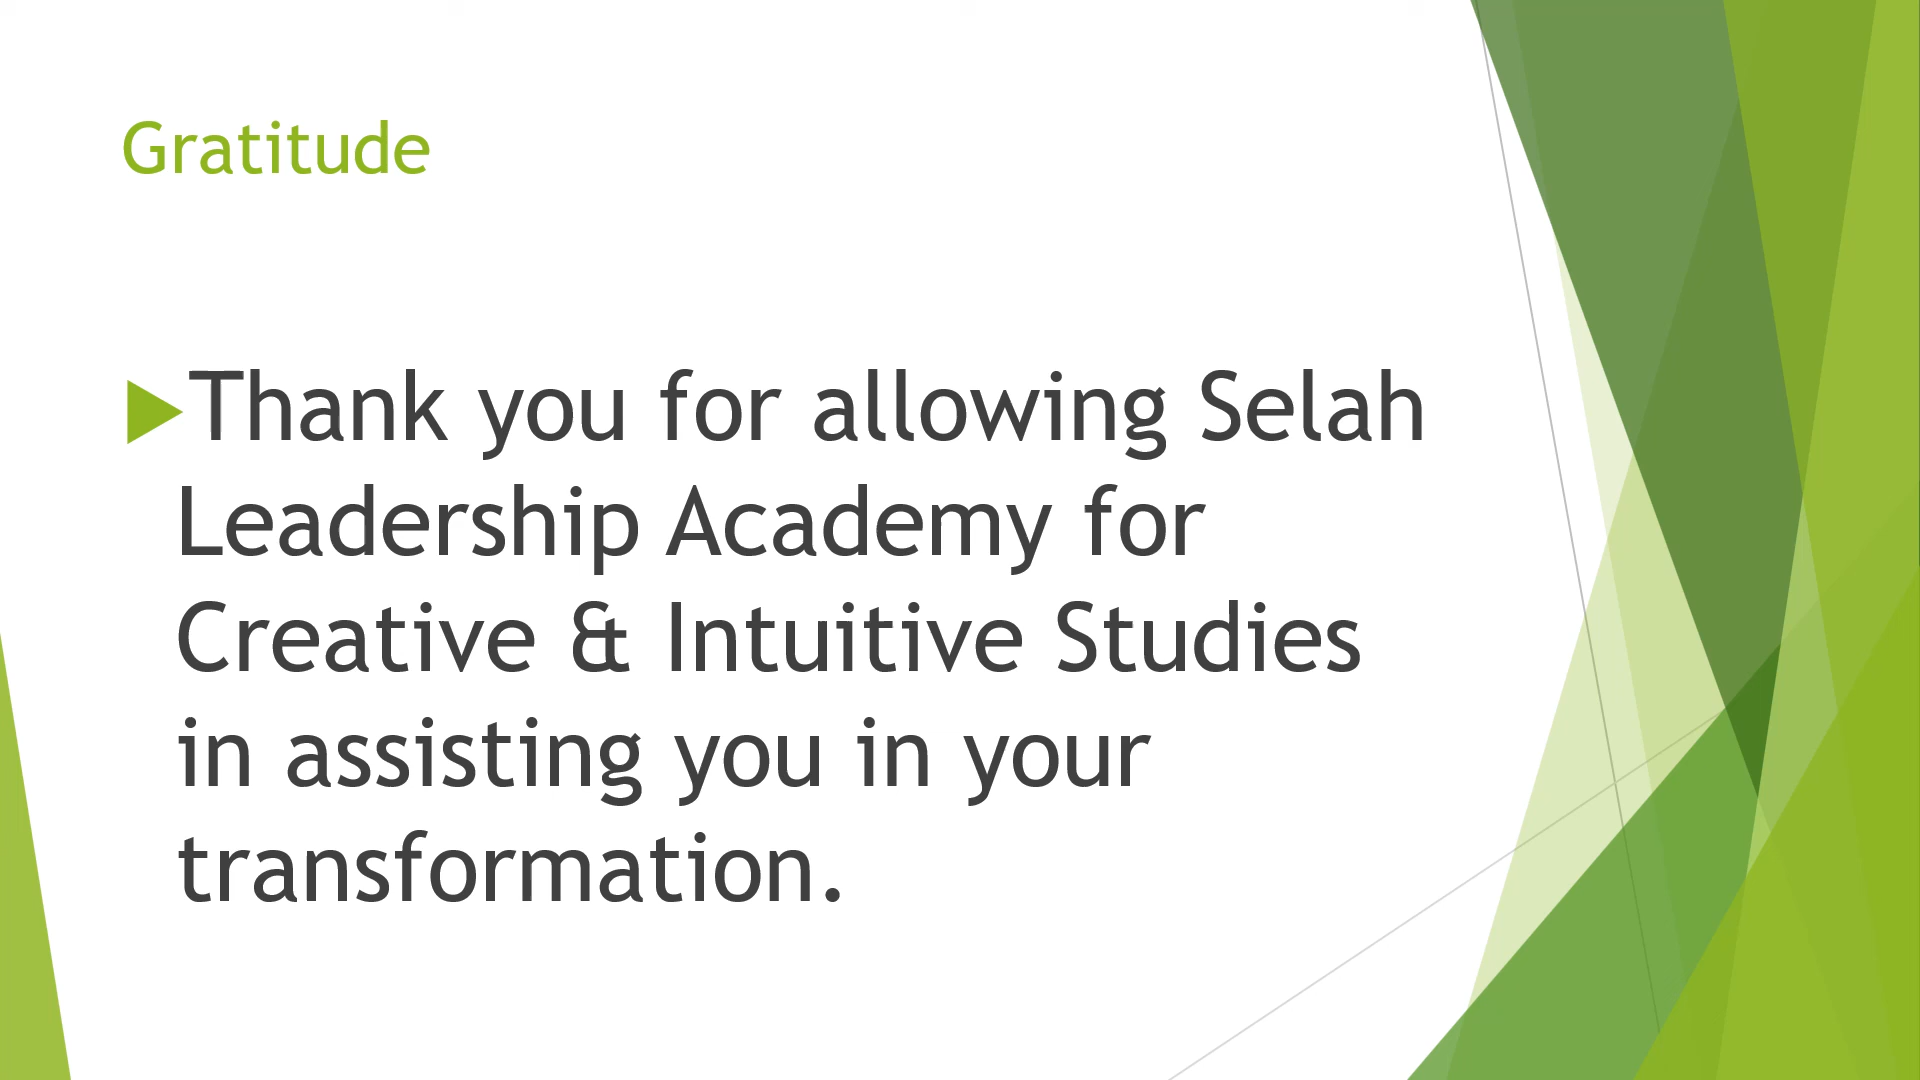 Gratitude
Thank you for allowing Selah
Leadership Academy for
Creative & Intuitive Studies
in assisting you in your
transformation.